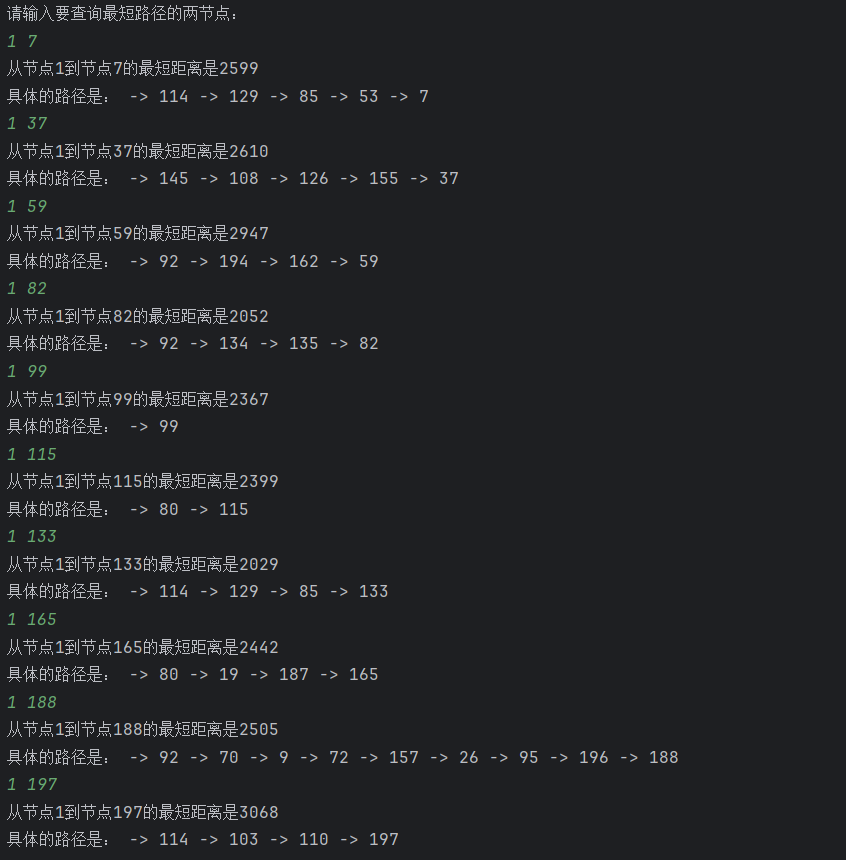 请输入要查询最短路径的两节点：
1 7
从节点1到节点7的最短距离是2599
具体的路径是： -> 114 -> 129 -> 85 -> 53 -> 7
1 37
从节点1到节点37的最短距离是2610
具体的路径是： -> 145 -> 108 -> 126 -> 155 -> 37
1 59
从节点1到节点59的最短距离是2947
具体的路径是： -> 92 -> 194 -> 162 -> 59
1 82
从节点1到节点82的最短距离是2052
具体的路径是： -> 92 -> 134 -> 135 -> 82
1 99
从节点1到节点99的最短距离是2367
具体的路径是： -> 99
1 115
从节点1到节点115的最短距离是2399
具体的路径是： -> 80 -> 115
1 133
从节点1到节点133的最短距离是2029
具体的路径是： -> 114 -> 129 -> 85 -> 133
1 165
从节点1到节点165的最短距离是2442
具体的路径是： -> 80 -> 19 -> 187 -> 165
1 188
从节点1到节点188的最短距离是2505
具体的路径是： -> 92 -> 70 -> 9 -> 72 -> 157 -> 26 -> 95 -> 196 -> 188
1 197
从节点1到节点197的最短距离是3068
具体的路径是： -> 114 -> 103 -> 110 -> 197